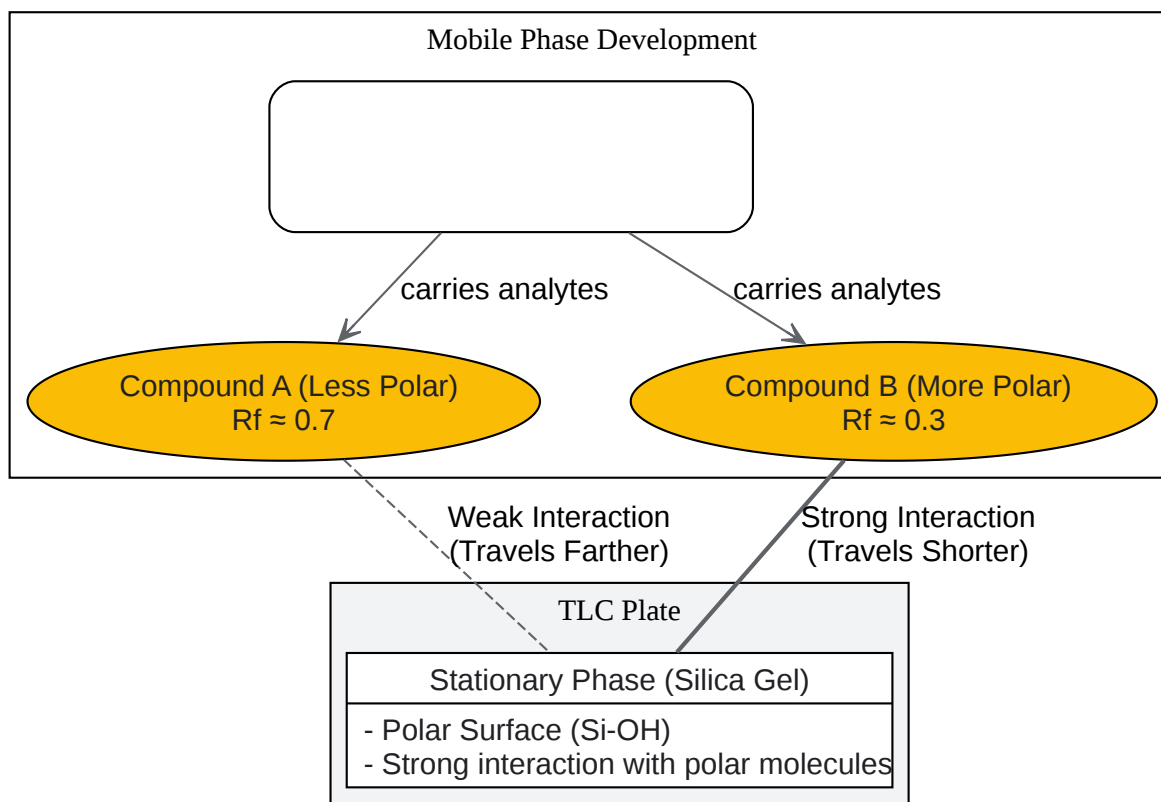 Mobile Phase Development
carries analytes
carries analytes
Compound A (Less Polar)
Rf ≈ 0.7
Compound B (More Polar)
Rf ≈ 0.3
Weak Interaction
(Travels Farther)
Strong Interaction
(Travels Shorter)
TLC Plate
Stationary Phase (Silica Gel)
- Polar Surface (Si-OH)
- Strong interaction with polar molecules